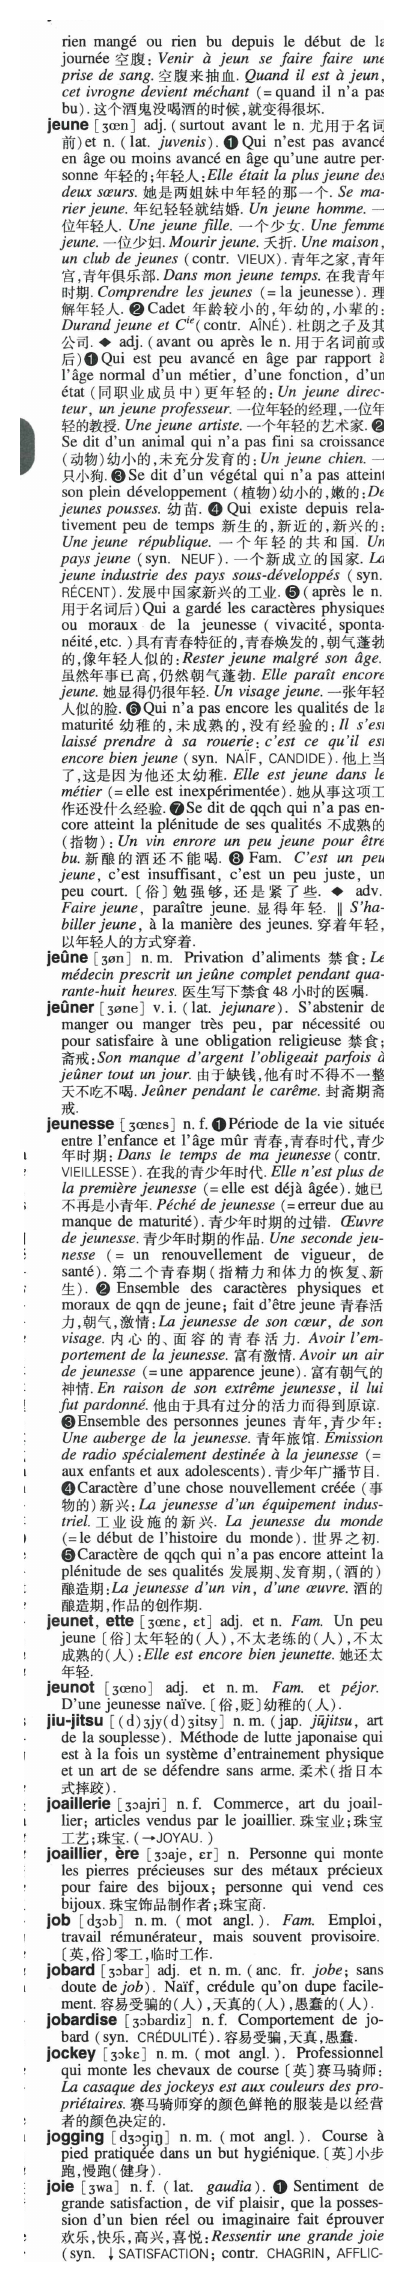 rien mangé ou rien bu depuis le début de la
journée 空腹: Venir à jeun se faire faire une
prise de sang. 空腹来抽血. Quand il est à jeun,
cet ivrogne devient méchant (= quand il n'a pas
bu). 这个酒鬼没喝酒的时候,就变得很坏.
jeune [ʒœn] adj. (surtout avant le n. 尤用于名词
前) et n. (lat. juvenis). ❶ Qui n'est pas avancé
en âge ou moins avancé en âge qu'une autre per-
sonne 年轻的;年轻人: Elle était la plus jeune des
deux sœurs. 她是两姐妹中年轻的那一个. Se ma-
rier jeune. 年纪轻轻就结婚. Un jeune homme. 一
位年轻人. Une jeune fille. 一个少女. Une femme
jeune. 一位少妇. Mourir jeune. 夭折. Une maison,
un club de jeunes (contr. VIEUX). 青年之家,青年
宫,青年俱乐部. Dans mon jeune temps. 在我青年
时期. Comprendre les jeunes (= la jeunesse). 理
解年轻人. ❷ Cadet 年龄较小的,年幼的,小辈的:
Durand jeune et Cie (contr. AÎNÉ). 杜朗之子及其
公司. ◆ adj. (avant ou après le n. 用于名词前或
后) ❶ Qui est peu avancé en âge par rapport à
l'âge normal d'un métier, d'une fonction, d'un
état (同职业成员中)更年轻的: Un jeune direc-
teur, un jeune professeur. 一位年轻的经理,一位年
轻的教授. Une jeune artiste. 一个年轻的艺术家. ❷
Se dit d'un animal qui n'a pas fini sa croissance
(动物)幼小的,未充分发育的: Un jeune chien. 一
只小狗. ❸ Se dit d'un végétal qui n'a pas atteint
son plein développement (植物)幼小的,嫩的: De
jeunes pousses. 幼苗. ❹ Qui existe depuis rela-
tivement peu de temps 新生的,新近的,新兴的:
Une jeune république. 一个年轻的共和国. Un
pays jeune (syn. NEUF). 一个新成立的国家. La
jeune industrie des pays sous-développés (syn.
RÉCENT). 发展中国家新兴的工业. ❺ (après le n.
用于名词后) Qui a gardé les caractères physiques
ou moraux de la jeunesse ( vivacité, sponta-
néité, etc. )具有青春特征的,青春焕发的,朝气蓬勃
的,像年轻人似的: Rester jeune malgré son âge.
虽然年事已高,仍然朝气蓬勃. Elle paraît encore
jeune. 她显得仍很年轻. Un visage jeune. 一张年轻
人似的脸. ❻ Qui n'a pas encore les qualités de la
maturité 幼稚的,未成熟的,没有经验的: Il s'est
laissé prendre à sa rouerie: c'est ce qu'il est
encore bien jeune (syn. NAÏF, CANDIDE). 他上当
了,这是因为他还太幼稚. Elle est jeune dans le
métier (= elle est inexpérimentée). 她从事这项工
作还没什么经验. ❼ Se dit de qqch qui n'a pas en-
core atteint la plénitude de ses qualités 不成熟的
(指物): Un vin enrore un peu jeune pour être
bu. 新酿的酒还不能喝. ❽ Fam. C'est un peu
jeune, c'est insuffisant, c'est un peu juste, un
peu court. 〔俗〕勉强够,还是紧了些. ◆ adv.
Faire jeune, paraître jeune. 显得年轻. ‖ S'ha-
biller jeune, à la manière des jeunes. 穿着年轻,
以年轻人的方式穿着.
jeûne [ʒøn] n. m. Privation d'aliments 禁食: Le
médecin prescrit un jeûne complet pendant qua-
rante-huit heures. 医生写下禁食 48 小时的医嘱.
jeûner [ʒøne] v. i. (lat. jejunare). S'abstenir de
manger ou manger très peu, par nécessité ou
pour satisfaire à une obligation religieuse 禁食;
斋戒: Son manque d'argent l'obligeait parfois à
jeûner tout un jour. 由于缺钱,他有时不得不一整
天不吃不喝. Jeûner pendant le carême. 封斋期斋
戒.
jeunesse [ʒœnɛs] n. f. ❶ Période de la vie située
entre l'enfance et l'âge mûr 青春,青春时代,青少
年时期: Dans le temps de ma jeunesse (contr.
VIEILLESSE). 在我的青少年时代. Elle n'est plus de
la première jeunesse (= elle est déjà âgée). 她已
不再是小青年. Péché de jeunesse (= erreur due au
manque de maturité). 青少年时期的过错. Œuvre
de jeunesse. 青少年时期的作品. Une seconde jeu-
nesse (= un renouvellement de vigueur, de
santé). 第二个青春期(指精力和体力的恢复、新
生). ❷ Ensemble des caractères physiques et
moraux de qqn de jeune; fait d'être jeune 青春活
力,朝气,激情: La jeunesse de son cœur, de son
visage. 内心的、面容的青春活力. Avoir l'em-
portement de la jeunesse. 富有激情. Avoir un air
de jeunesse (= une apparence jeune). 富有朝气的
神情. En raison de son extrême jeunesse, il lui
fut pardonné. 他由于具有过分的活力而得到原谅.
❸ Ensemble des personnes jeunes 青年,青少年:
Une auberge de la jeunesse. 青年旅馆. Émission
de radio spécialement destinée à la jeunesse (=
aux enfants et aux adolescents). 青少年广播节目.
❹ Caractère d'une chose nouvellement créée (事
物的)新兴: La jeunesse d'un équipement indus-
triel. 工业设施的新兴. La jeunesse du monde
(= le début de l'histoire du monde). 世界之初.
❺ Caractère de qqch qui n'a pas encore atteint la
plénitude de ses qualités 发展期、发育期,(酒的)
酿造期: La jeunesse d'un vin, d'une œuvre. 酒的
酿造期,作品的创作期.
jeunet, ette [ʒœnɛ, ɛt] adj. et n. Fam. Un peu
jeune 〔俗〕太年轻的(人),不太老练的(人),不太
成熟的(人): Elle est encore bien jeunette. 她还太
年轻.
jeunot [ʒœno] adj. et n. m. Fam. et péjor.
D'une jeunesse naïve. 〔俗,贬〕幼稚的(人).
jiu-jitsu [(d)ʒjy(d)ʒitsy] n. m. (jap. jūjitsu, art
de la souplesse). Méthode de lutte japonaise qui
est à la fois un système d'entrainement physique
et un art de se défendre sans arme. 柔术(指日本
式摔跤).
joaillerie [ʒɔajri] n. f. Commerce, art du joail-
lier; articles vendus par le joaillier. 珠宝业;珠宝
工艺;珠宝. (→JOYAU. )
joaillier, ère [ʒɔaje, ɛr] n. Personne qui monte
les pierres précieuses sur des métaux précieux
pour faire des bijoux; personne qui vend ces
bijoux. 珠宝饰品制作者;珠宝商.
job [dʒɔb] n. m. ( mot angl. ). Fam. Emploi,
travail rémunérateur, mais souvent provisoire.
〔英,俗〕零工,临时工作.
jobard [ʒɔbar] adj. et n. m. (anc. fr. jobe; sans
doute de job). Naïf, crédule qu'on dupe facile-
ment. 容易受骗的(人),天真的(人),愚蠢的(人).
jobardise [ʒɔbardiz] n. f. Comportement de jo-
bard (syn. CRÉDULITÉ). 容易受骗,天真,愚蠢.
jockey [ʒɔkɛ] n. m. ( mot angl. ). Professionnel
qui monte les chevaux de course 〔英〕赛马骑师:
La casaque des jockeys est aux couleurs des pro-
priétaires. 赛马骑师穿的颜色鲜艳的服装是以经营
者的颜色决定的.
jogging [dʒɔgiŋ] n. m. ( mot angl. ). Course à
pied pratiquée dans un but hygiénique. 〔英〕小步
跑,慢跑(健身).
joie [ʒwa] n. f. ( lat. gaudia). ❶ Sentiment de
grande satisfaction, de vif plaisir, que la posses-
sion d'un bien réel ou imaginaire fait éprouver
欢乐,快乐,高兴,喜悦: Ressentir une grande joie
(syn. ↓ SATISFACTION; contr. CHAGRIN, AFFLIC-